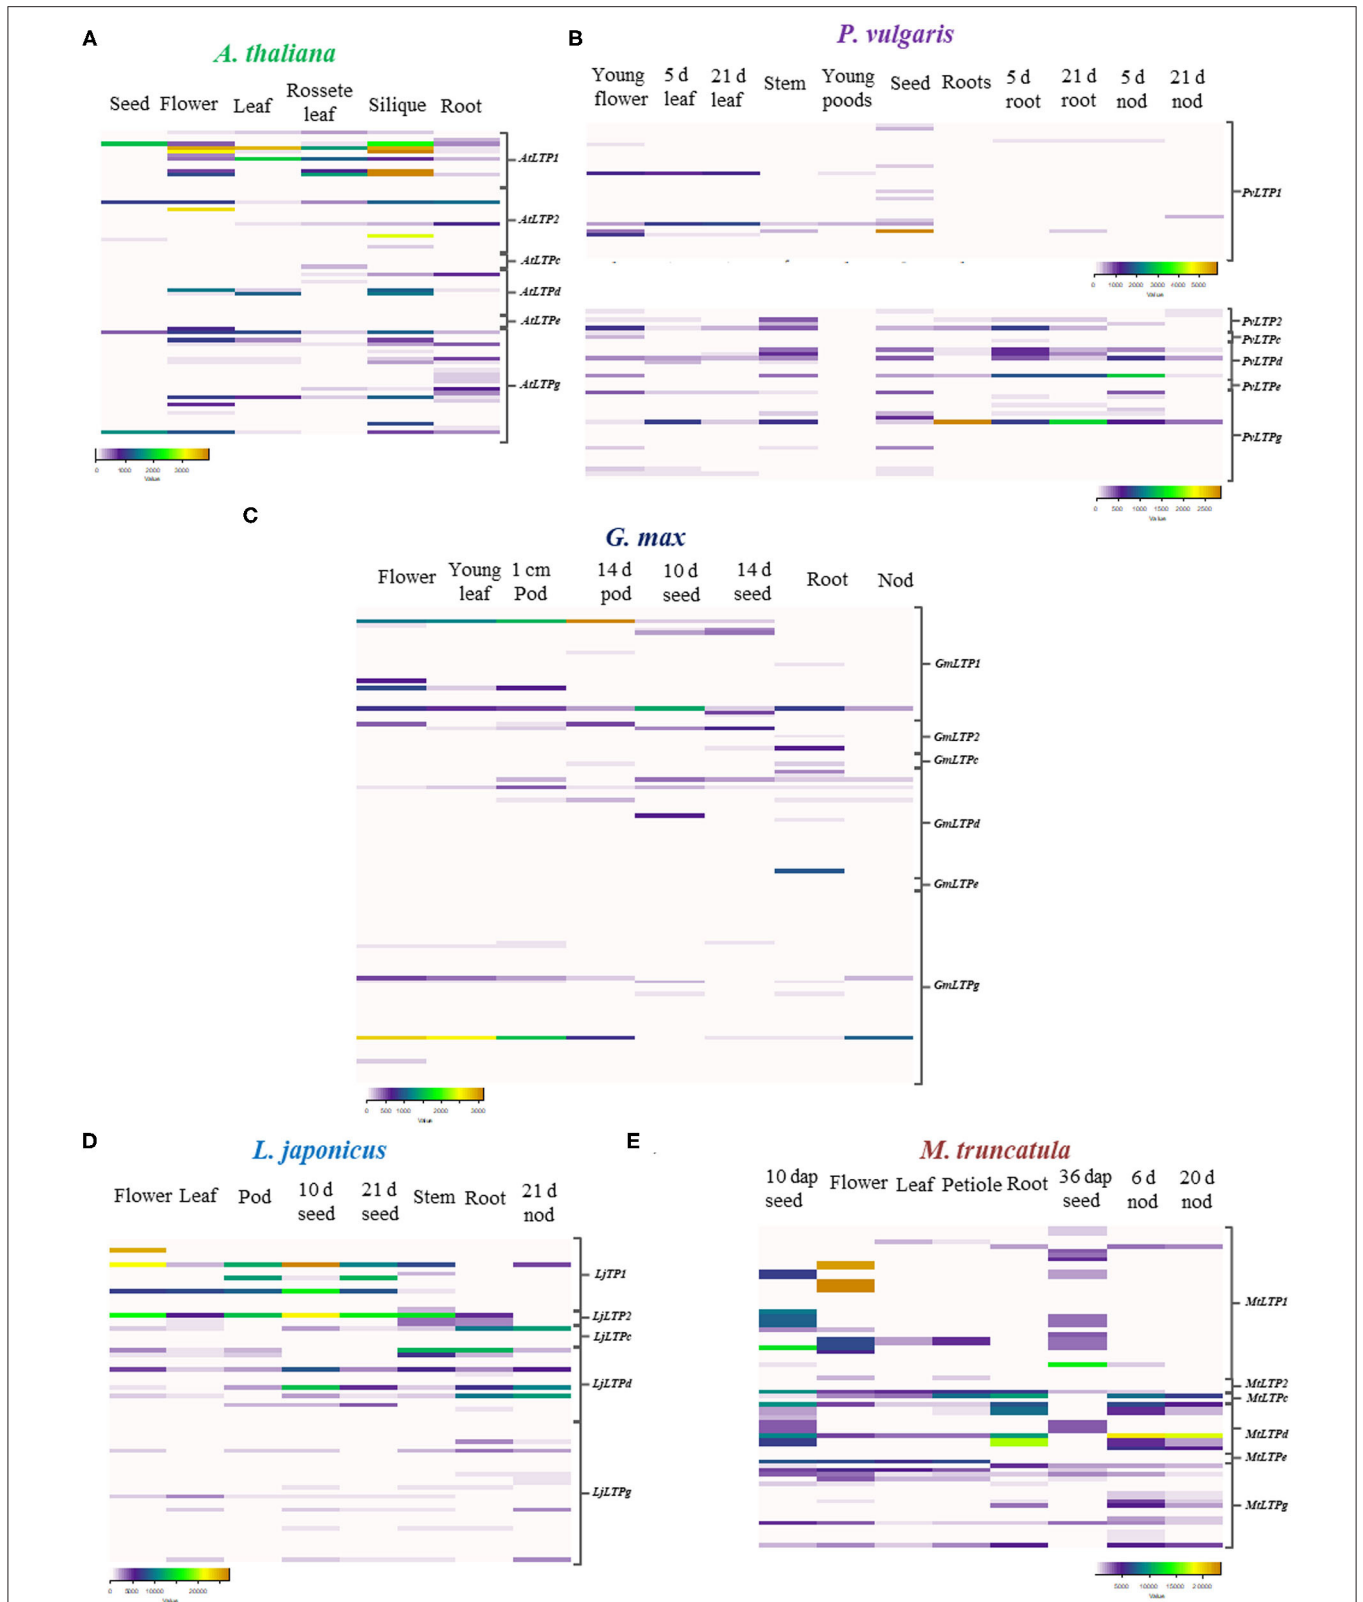 A
A. thaliana
Seed Flower Leaf Rossete leaf Silique Root
AtLTP1
AtLTP2
AtLTPc
AtLTPd
AtLTPe
AtLTPg
0 1000 2000 3000
Value
B
P. vulgaris
Young flower 5 d leaf 21 d leaf Stem Young poods Seed Roots 5 d root 21 d root 5 d nod 21 d nod
PvLTP1
0 1000 2000 3000 4000 5000
Value
PvLTP2
PvLTPc
PvLTPd
PvLTPe
PvLTPg
0 500 1000 1500 2000 2500
Value
C
G. max
Flower Young leaf 1 cm Pod 14 d pod 10 d seed 14 d seed Root Nod
GmLTP1
GmLTP2
GmLTPc
GmLTPd
GmLTPe
GmLTPg
0 500 1000 2000 3000
Value
D
L. japonicus
Flower Leaf Pod 10 d seed 21 d seed Stem Root 21 d nod
LjTP1
LjLTP2
LjLTPc
LjLTPd
LjLTPg
0 5000 10000 20000
Value
E
M. truncatula
10 dap seed Flower Leaf Petiole Root 36 dap seed 6 d nod 20 d nod
MtLTP1
MtLTP2
MtLTPc
MtLTPd
MtLTPe
MtLTPg
5000 10000 15000 20000
Value